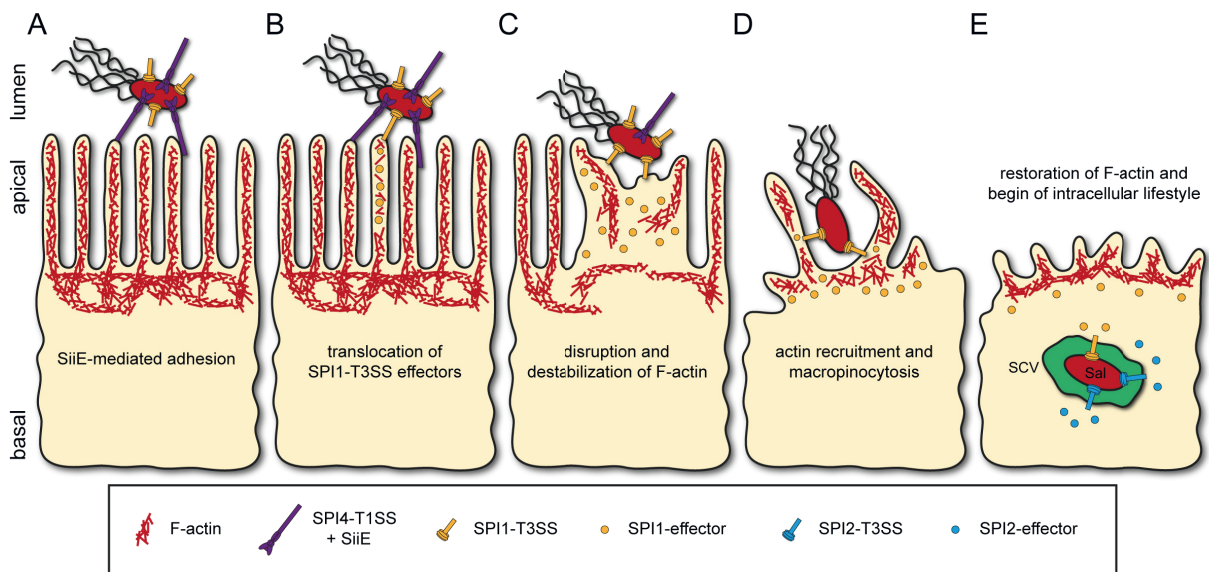 A
B
C
D
E
lumen
apical
basal
restoration of F-actin and
begin of intracellular lifestyle
SiiE-mediated adhesion
translocation of
SPI1-T3SS effectors
disruption and
destabilization of F-actin
actin recruitment and
macropinocytosis
SCV
Sal
F-actin
SPI4-T1SS
+ SiiE
SPI1-T3SS
SPI1-effector
SPI2-T3SS
SPI2-effector